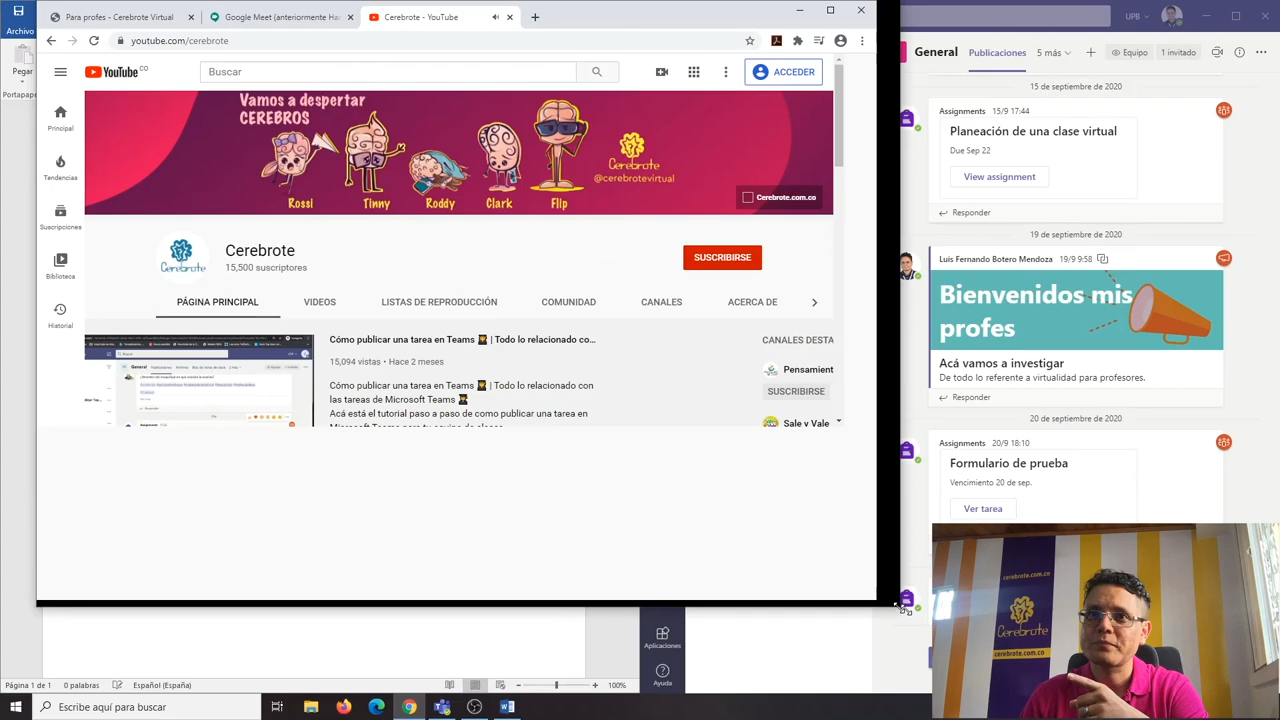 Para profes - Cerebrote Virtual
Google Meet (anteriormente Ha
Cerebrote - YouTube
Archivo
Pegar
Portapape
youtube.com/cerebrote
YouTube CO
Buscar
ACCEDER
Principal
Tendencias
Suscripciones
Biblioteca
Historial
Vamos a despertar
CEREBROS
Rossi
Tinny
Roddy
Clark
Flip
Cerebrote
@cerebrotevirtual
Cerebrote.com.co
Cerebrote
Cerebrote
15,500 suscriptores
SUSCRIBIRSE
PÁGINA PRINCIPAL
VIDEOS
LISTAS DE REPRODUCCIÓN
COMUNIDAD
CANALES
ACERCA DE
Cómo publicar una tarea en Teams | Todo lo relacionado co...
15,094 vistas • Hace 2 meses
Cómo publicar una tarea en Teams | Todo lo relacionado con
las tareas de Microsoft Teams
Acá está el tutorial paso a paso de como publicar una tarea en
CANALES DESTA
Pensamient
SUSCRIBIRSE
Sale y Vale
UPB
General
Publicaciones
5 más
Equipo
1 invitado
15 de septiembre de 2020
Assignments 15/9 17:44
Planeación de una clase virtual
Due Sep 22
View assignment
Responder
19 de septiembre de 2020
Luis Fernando Botero Mendoza 19/9 9:58
Bienvenidos mis
profes
Acá vamos a investigar
De todo lo referente a virtualidad para profesores.
Responder
20 de septiembre de 2020
Assignments 20/9 18:10
Formulario de prueba
Vencimiento 20 de sep.
Ver tarea
Aplicaciones
Ayuda
cerebrote.com.co
Cerebrote
cerebrote.com.co
Página 1 de 1
0 palabras
Español (España)
100%
Escribe aquí para buscar